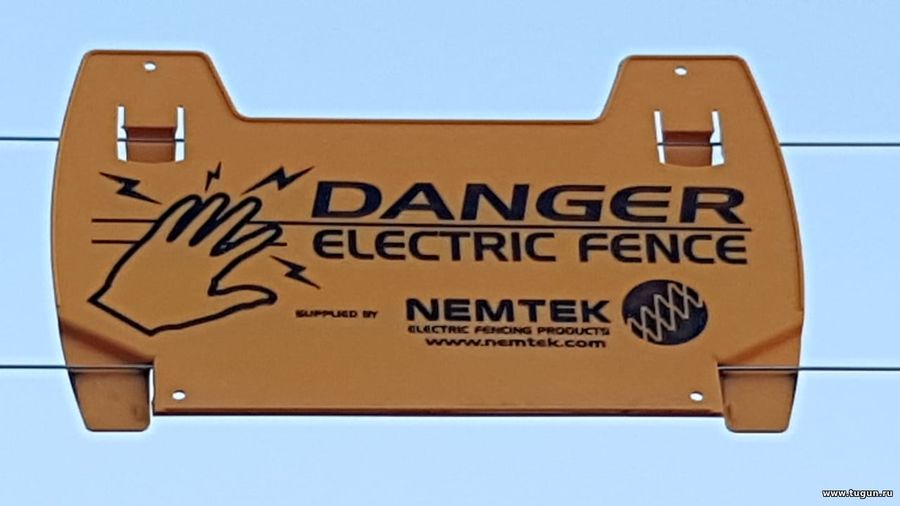 DANGER
ELECTRIC FENCE
SUPPLIED BY NEMTEK
ELECTRIC FENCING PRODUCTS
www.nemtek.com
www.tugun.ru